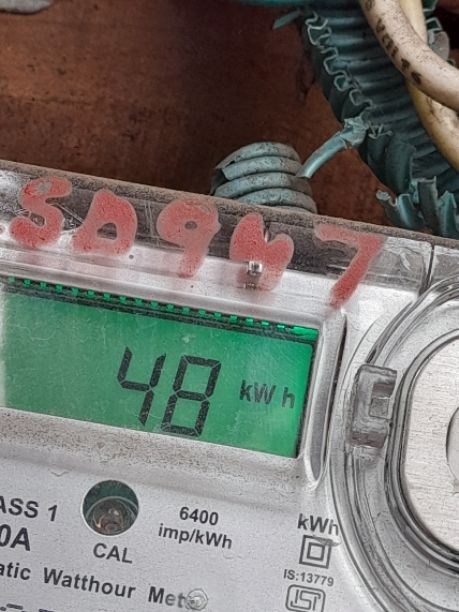 SD947
48 kWh
ASS 1
0A
6400
imp/kWh
CAL
kWh
IS:13779
atic Watthour Met